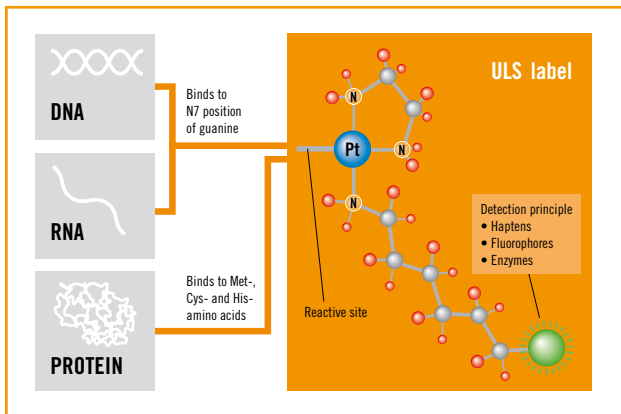 DNA
RNA
PROTEIN
Binds to
N7 position
of guanine
Binds to Met-,
Cys- and His-
amino acids
ULS label
N
Pt
N
N
Reactive site
Detection principle
• Haptens
• Fluorophores
• Enzymes